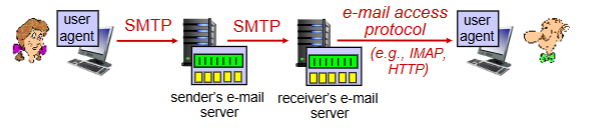 user
agent
SMTP
SMTP
e-mail access
protocol
(e.g., IMAP,
HTTP)
user
agent
sender's e-mail
server
receiver's e-mail
server